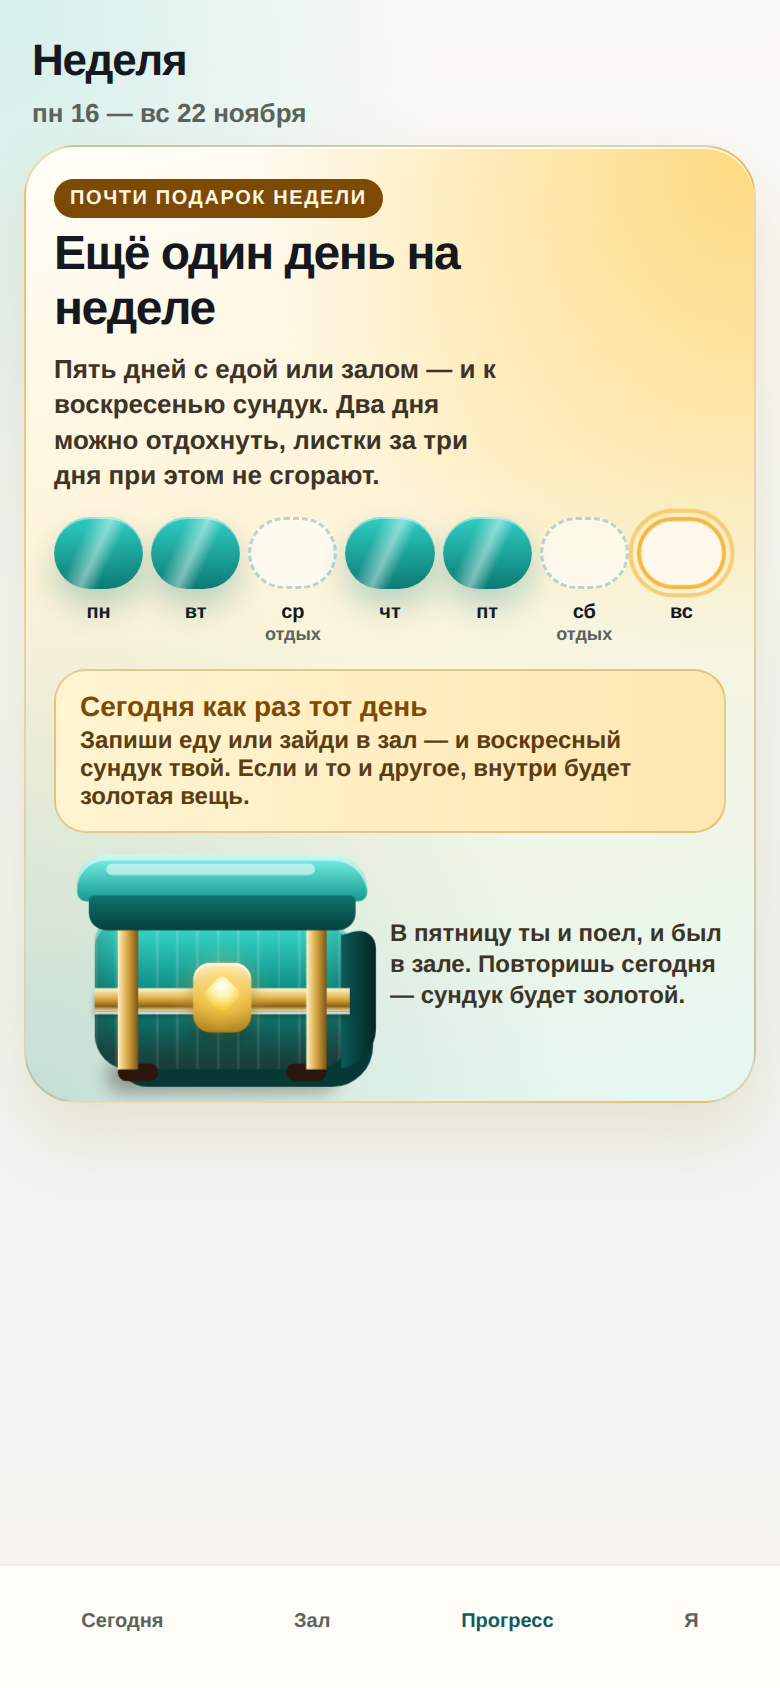 Неделя
пн 16 — вс 22 ноября
ПОЧТИ ПОДАРОК НЕДЕЛИ
Ещё один день на
неделе
Пять дней с едой или залом — и к
воскресенью сундук. Два дня
можно отдохнуть, листки за три
дня при этом не сгорают.
пн вт ср чт пт сб вс
отдых отдых
Сегодня как раз тот день
Запиши еду или зайди в зал — и воскресный
сундук твой. Если и то и другое, внутри будет
золотая вещь.
В пятницу ты и поел, и был
в зале. Повторишь сегодня
— сундук будет золотой.
Сегодня Зал Прогресс Я